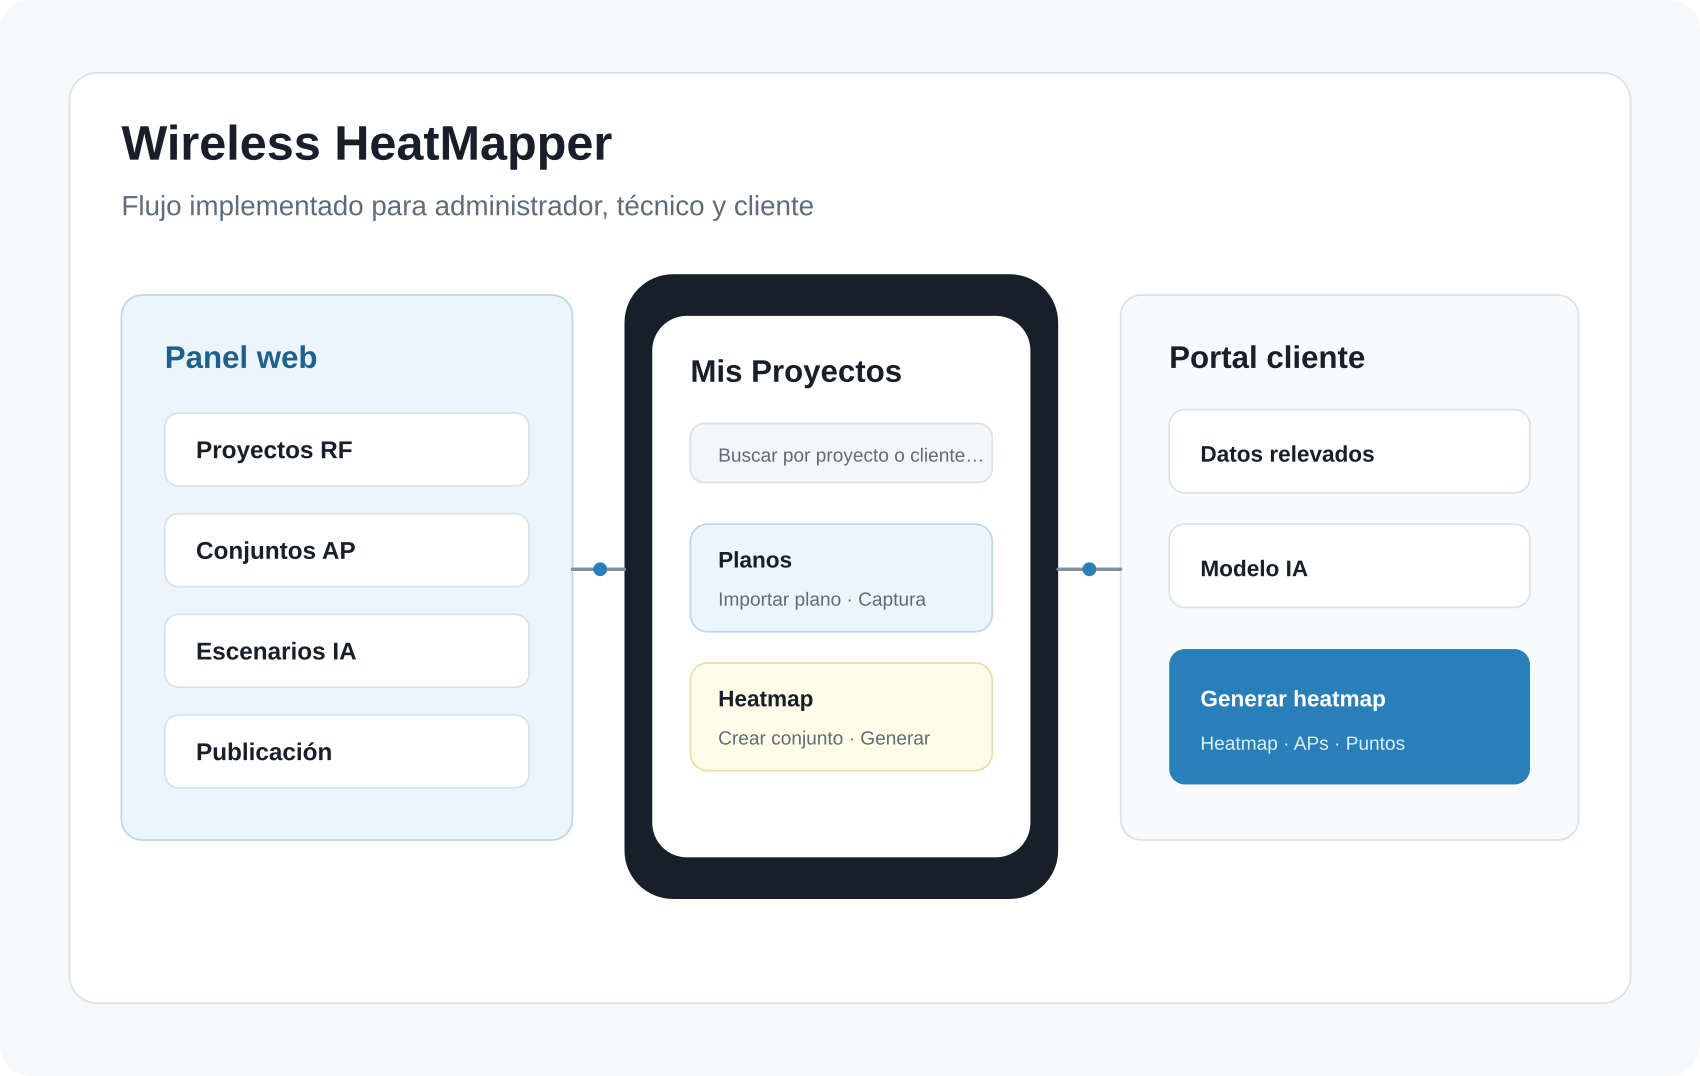 Wireless HeatMapper
Flujo implementado para administrador, técnico y cliente
Panel web
Proyectos RF
Conjuntos AP
Escenarios IA
Publicación
Mis Proyectos
Buscar por proyecto o cliente…
Planos
Importar plano · Captura
Heatmap
Crear conjunto · Generar
Portal cliente
Datos relevados
Modelo IA
Generar heatmap
Heatmap · APs · Puntos